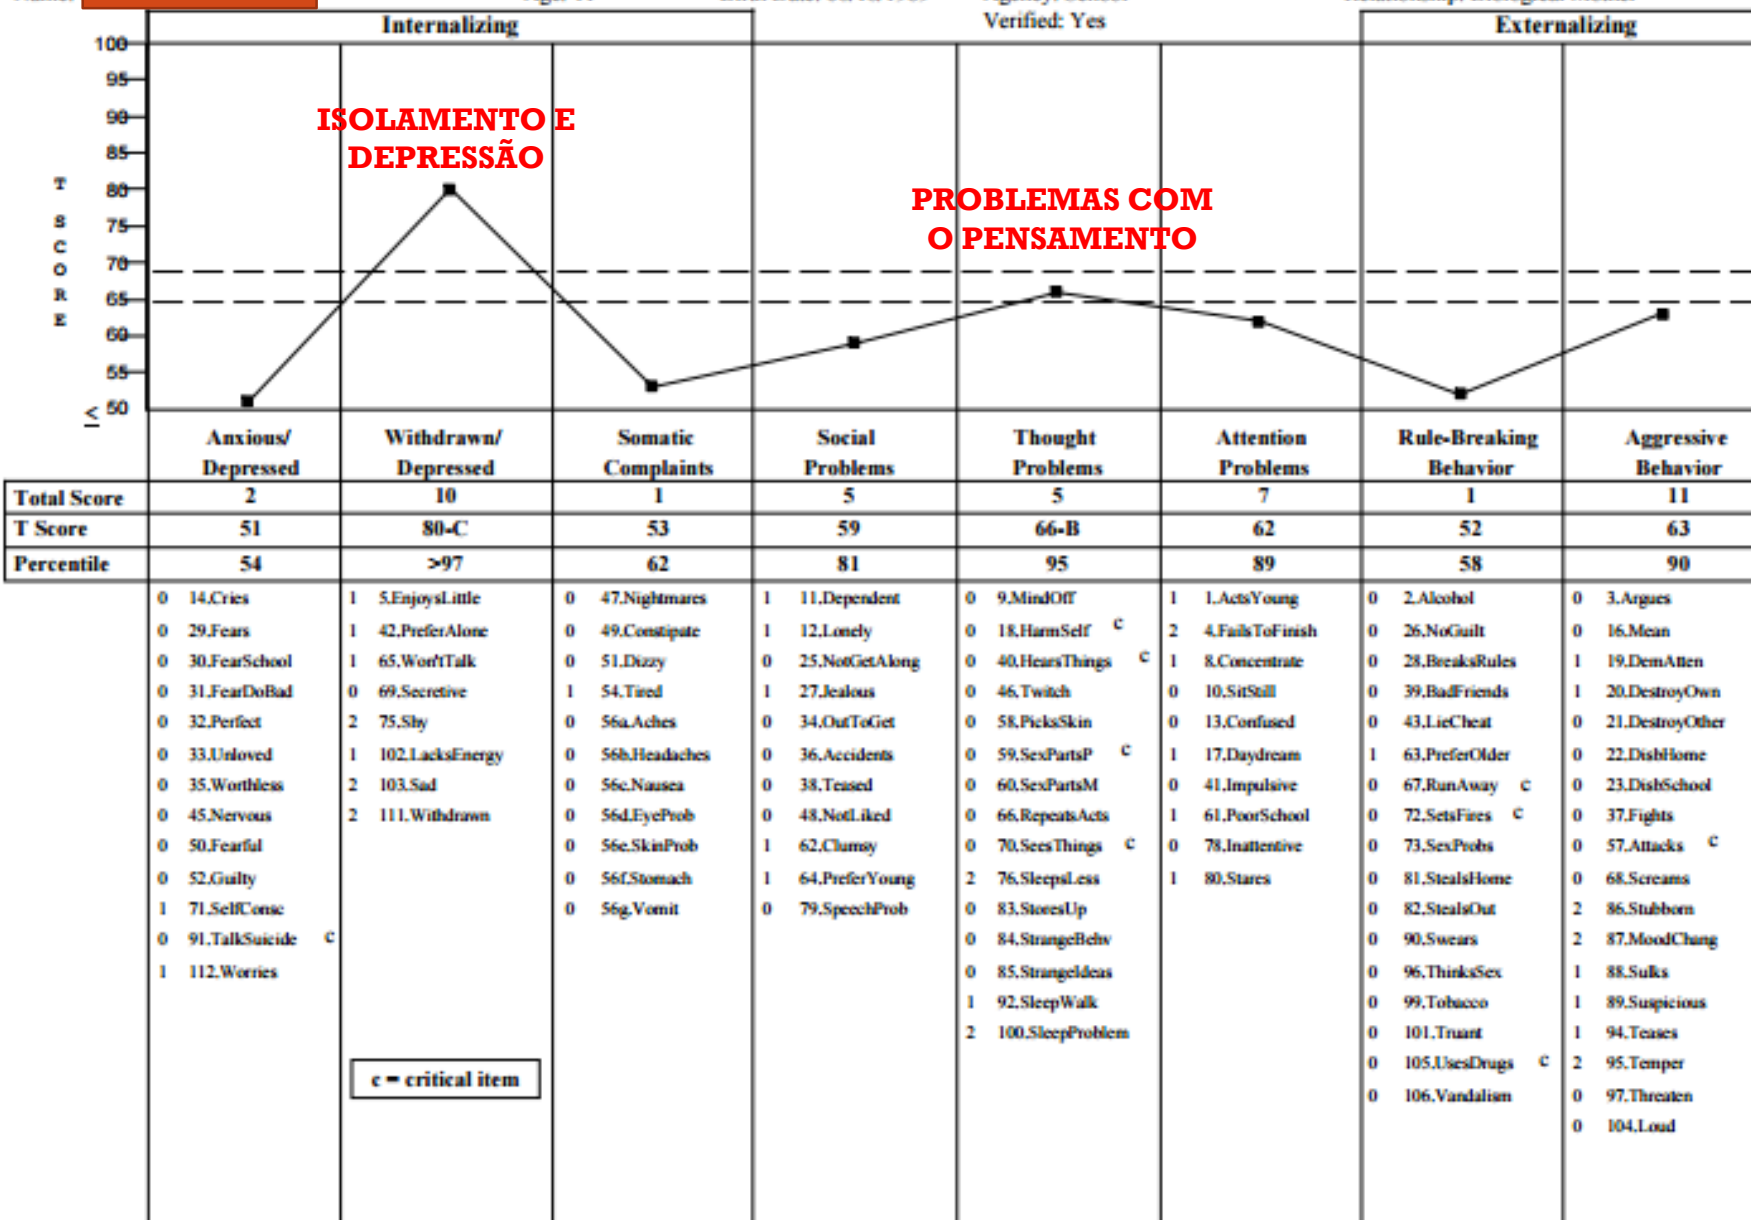 Verified: Yes
Internalizing
Externalizing
100
95
90
85
80
75
70
65
60
55
≤ 50
T SCORE
ISOLAMENTO E
DEPRESSÃO
PROBLEMAS COM
O PENSAMENTO
Anxious/ Withdrawn/ Somatic Social Thought Attention Rule-Breaking Aggressive
Depressed Depressed Complaints Problems Problems Problems Behavior Behavior
Total Score 2 10 1 5 5 7 1 11
T Score 51 80-C 53 59 66-B 62 52 63
Percentile 54 >97 62 81 95 89 58 90
0 14.Cries 1 5.EnjoysLittle 0 47.Nightmares 1 11.Dependent 0 9.MindOff 1 1.ActsYoung 0 2.Alcohol 0 3.Argues
0 29.Fears 1 42.PreferAlone 0 49.Constipate 1 12.Lonely 0 18.HarmSelf c 2 4.FailsToFinish 0 26.NoGuilt 0 16.Mean
0 30.FearSchool 1 65.Won'tTalk 0 51.Dizzy 0 25.NotGetAlong 0 40.HearsThings c 1 8.Concentrate 0 28.BreaksRules 1 19.DemAtten
0 31.FearDoBad 0 69.Secretive 1 54.Tired 1 27.Jealous 0 46.Twitch 0 10.SitStill 0 39.BadFriends 1 20.DestroyOwn
0 32.Perfect 2 75.Shy 0 56a.Aches 0 34.OutToGet 0 58.PicksSkin 0 13.Confused 0 43.LieCheat 0 21.DestroyOther
0 33.Unloved 1 102.LacksEnergy 0 56b.Headaches 0 36.Accidents 0 59.SexPartsP c 1 17.Daydream 1 63.PreferOlder 0 22.DisbHome
0 35.Worthless 2 103.Sad 0 56c.Nausea 0 38.Teased 0 60.SexPartsM 0 41.Impulsive 0 67.RunAway c 0 23.DisbSchool
0 45.Nervous 2 111.Withdrawn 0 56d.EyeProb 0 48.NotLiked 0 66.RepeatsActs 1 61.PoorSchool 0 72.SetsFires c 0 37.Fights
0 50.Fearful 0 56e.SkinProb 1 62.Clumsy 0 70.SeesThings c 0 78.Inattentive 0 73.SexProbs 0 57.Attacks c
0 52.Guilty 0 56f.Stomach 1 64.PreferYoung 2 76.SleepsLess 1 80.Stares 0 81.StealsHome 0 68.Screams
1 71.SelfConsc 0 56g.Vomit 0 79.SpeechProb 0 83.StoresUp 0 82.StealsOut 2 86.Stubborn
0 91.TalkSuicide c 0 84.StrangeBehv 0 90.Swears 2 87.MoodChang
1 112.Worries 0 85.StrangeIdeas 0 96.ThinksSex 1 88.Sulks
1 92.SleepWalk 0 99.Tobacco 1 89.Suspicious
2 100.SleepProblem 0 101.Truant 1 94.Teases
0 105.UsesDrugs c 2 95.Temper
c = critical item
0 106.Vandalism 0 97.Threaten
0 104.Loud